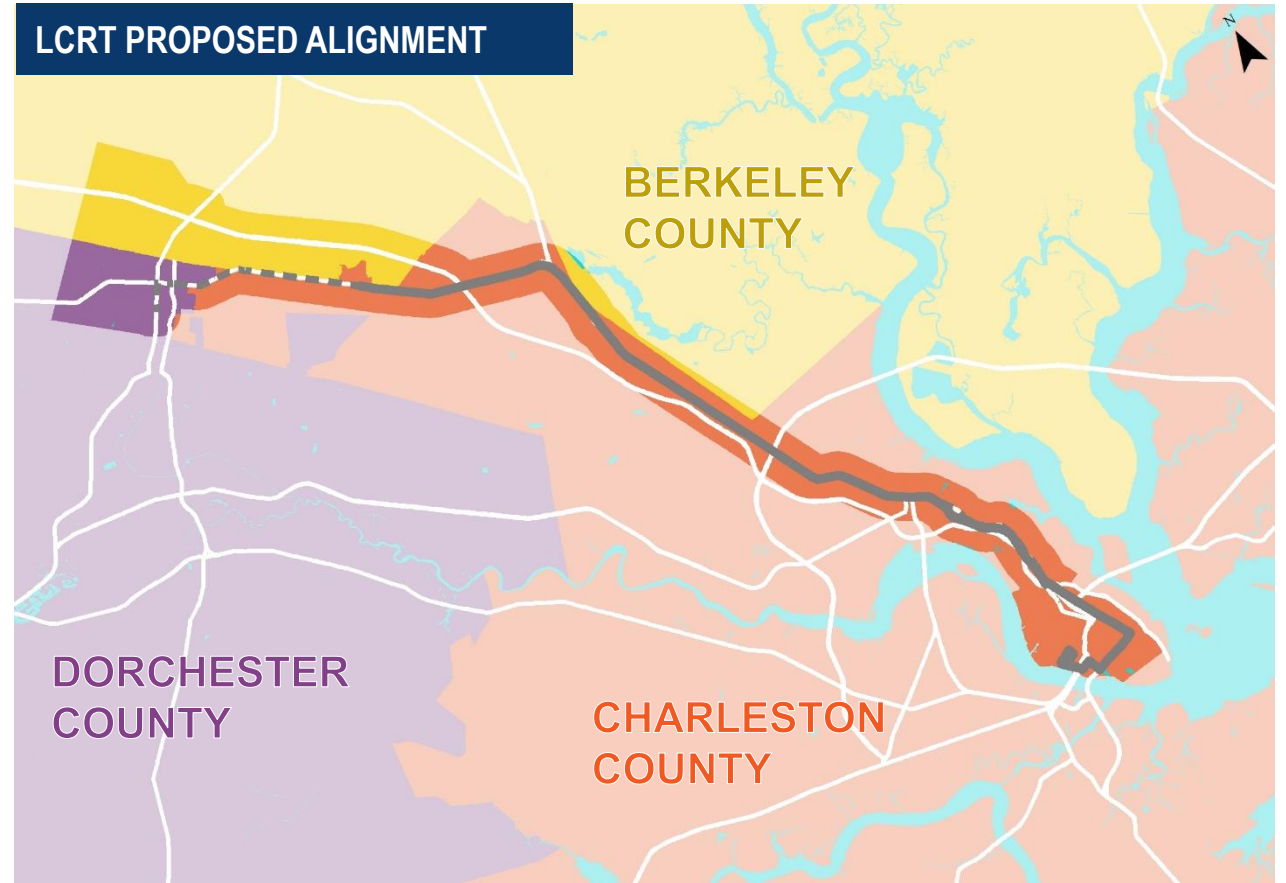 LCRT PROPOSED ALIGNMENT
N
BERKELEY
COUNTY
DORCHESTER
COUNTY
CHARLESTON
COUNTY